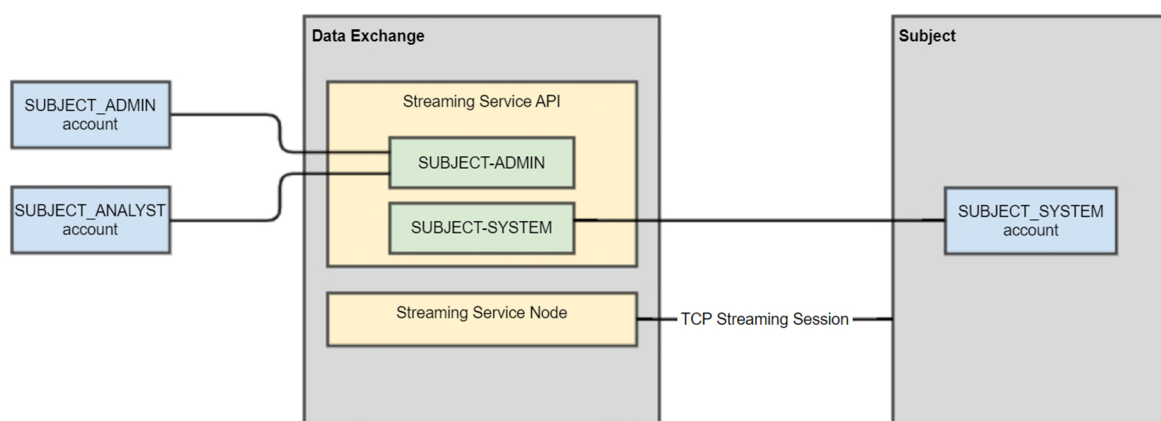 Data Exchange
Subject
SUBJECT_ADMIN
account
SUBJECT_ANALYST
account
Streaming Service API
SUBJECT-ADMIN
SUBJECT-SYSTEM
SUBJECT_SYSTEM
account
Streaming Service Node
TCP Streaming Session